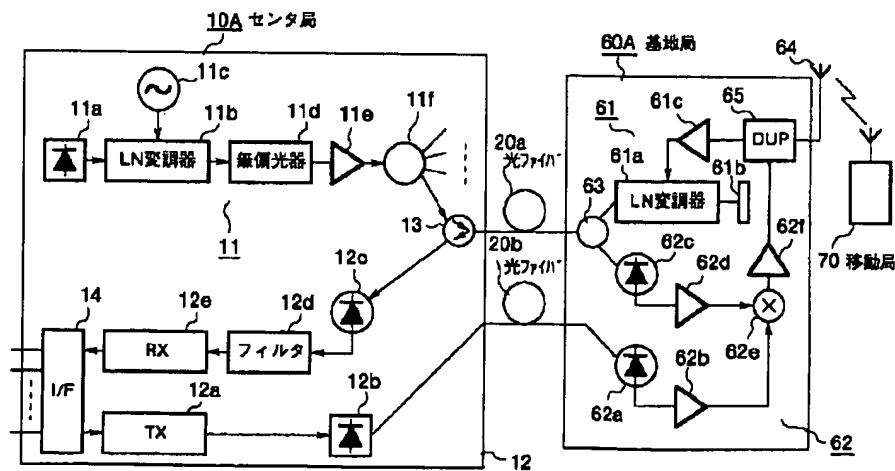 10A センタ局
60A 基地局
64
11c
11a
11b
11d
11e
11f
61
61c
65
LN変調器
無偏光器
DUP
20a
光ファイバ
61a
61b
LN変調器
63
11
13
20b
光ファイバ
62c
62d
62f
70 移動局
14
12e
12d
12c
I/F
RX
フィルタ
62e
12a
12b
62a
62b
TX
12
62